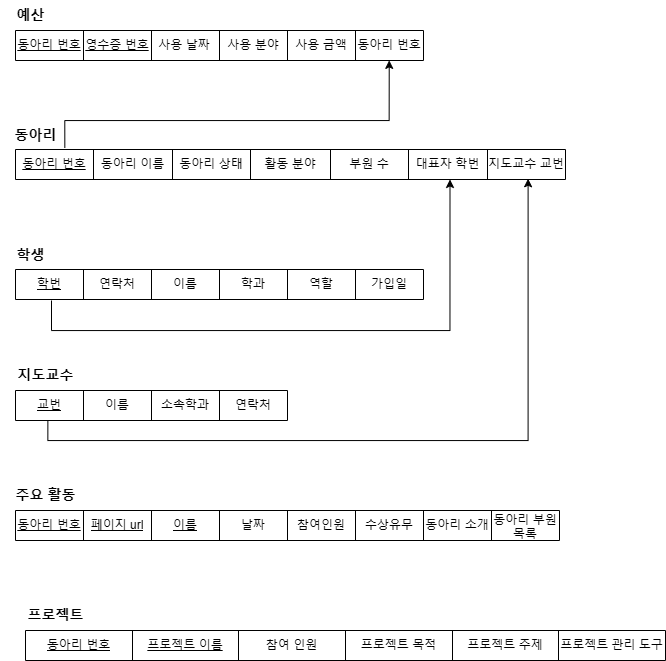 예산
동아리 번호 영수증 번호 사용 날짜 사용 분야 사용 금액 동아리 번호
동아리
동아리 번호 동아리 이름 동아리 상태 활동 분야 부원 수 대표자 학번 지도교수 교번
학생
학번 연락처 이름 학과 역할 가입일
지도교수
교번 이름 소속학과 연락처
주요 활동
동아리 번호 페이지 url 이름 날짜 참여인원 수상유무 동아리 소개 동아리 부원
목록
프로젝트
동아리 번호 프로젝트 이름 참여 인원 프로젝트 목적 프로젝트 주제 프로젝트 관리 도구